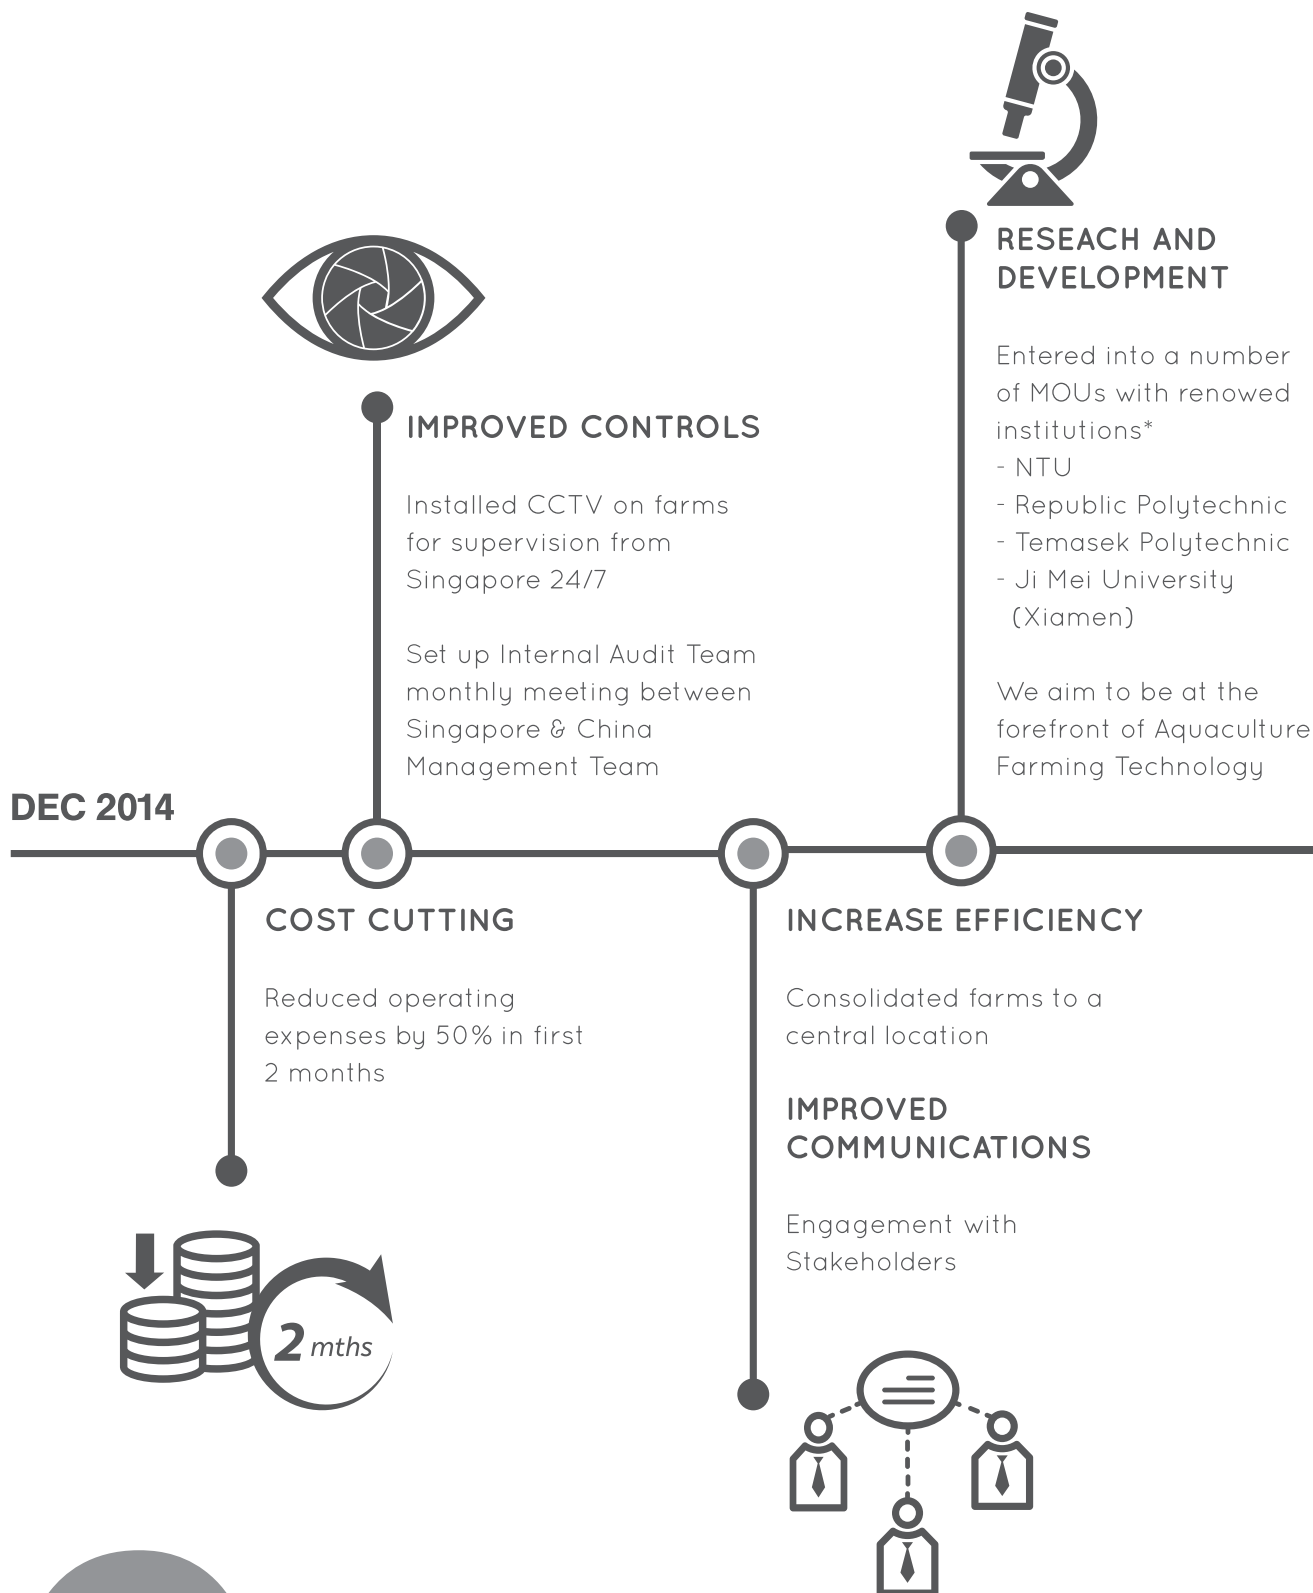 RESEACH AND
DEVELOPMENT
Entered into a number
of MOUs with renowed
institutions*
- NTU
- Republic Polytechnic
- Temasek Polytechnic
- Ji Mei University
(Xiamen)
We aim to be at the
forefront of Aquaculture
Farming Technology
IMPROVED CONTROLS
Installed CCTV on farms
for supervision from
Singapore 24/7
Set up Internal Audit Team
monthly meeting between
Singapore & China
Management Team
DEC 2014
COST CUTTING
Reduced operating
expenses by 50% in first
2 months
2 mths
INCREASE EFFICIENCY
Consolidated farms to a
central location
IMPROVED
COMMUNICATIONS
Engagement with
Stakeholders